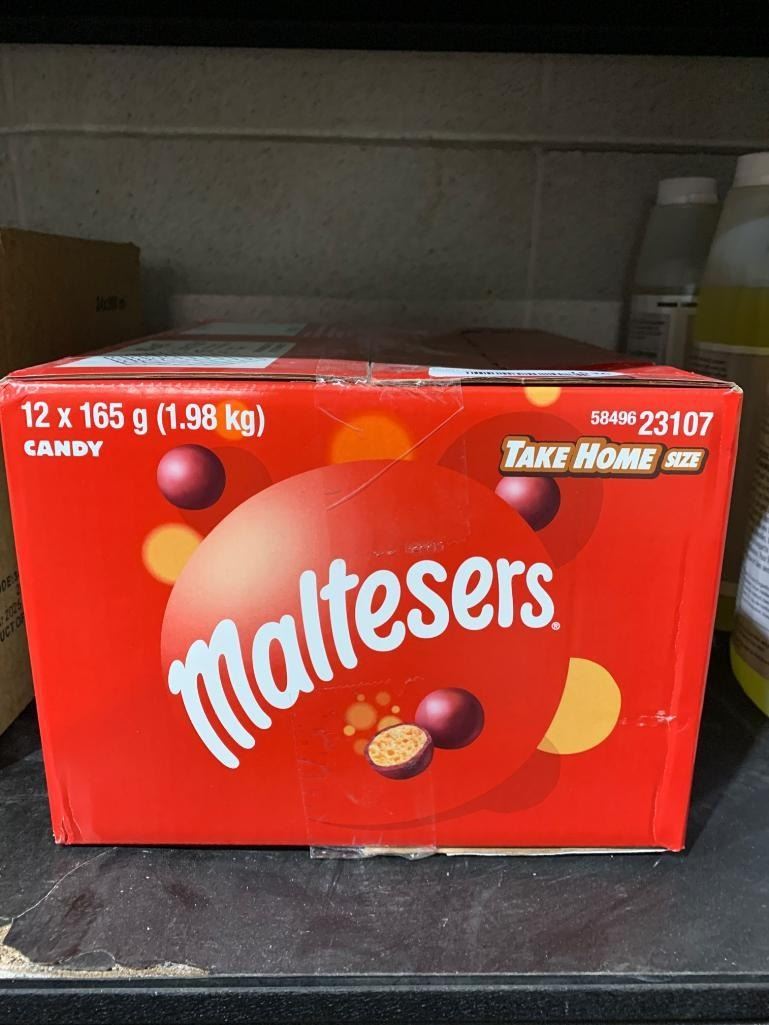 12 x 165 g (1.98 kg)
CANDY
58496 23107
TAKE HOME SIZE
maltesers®